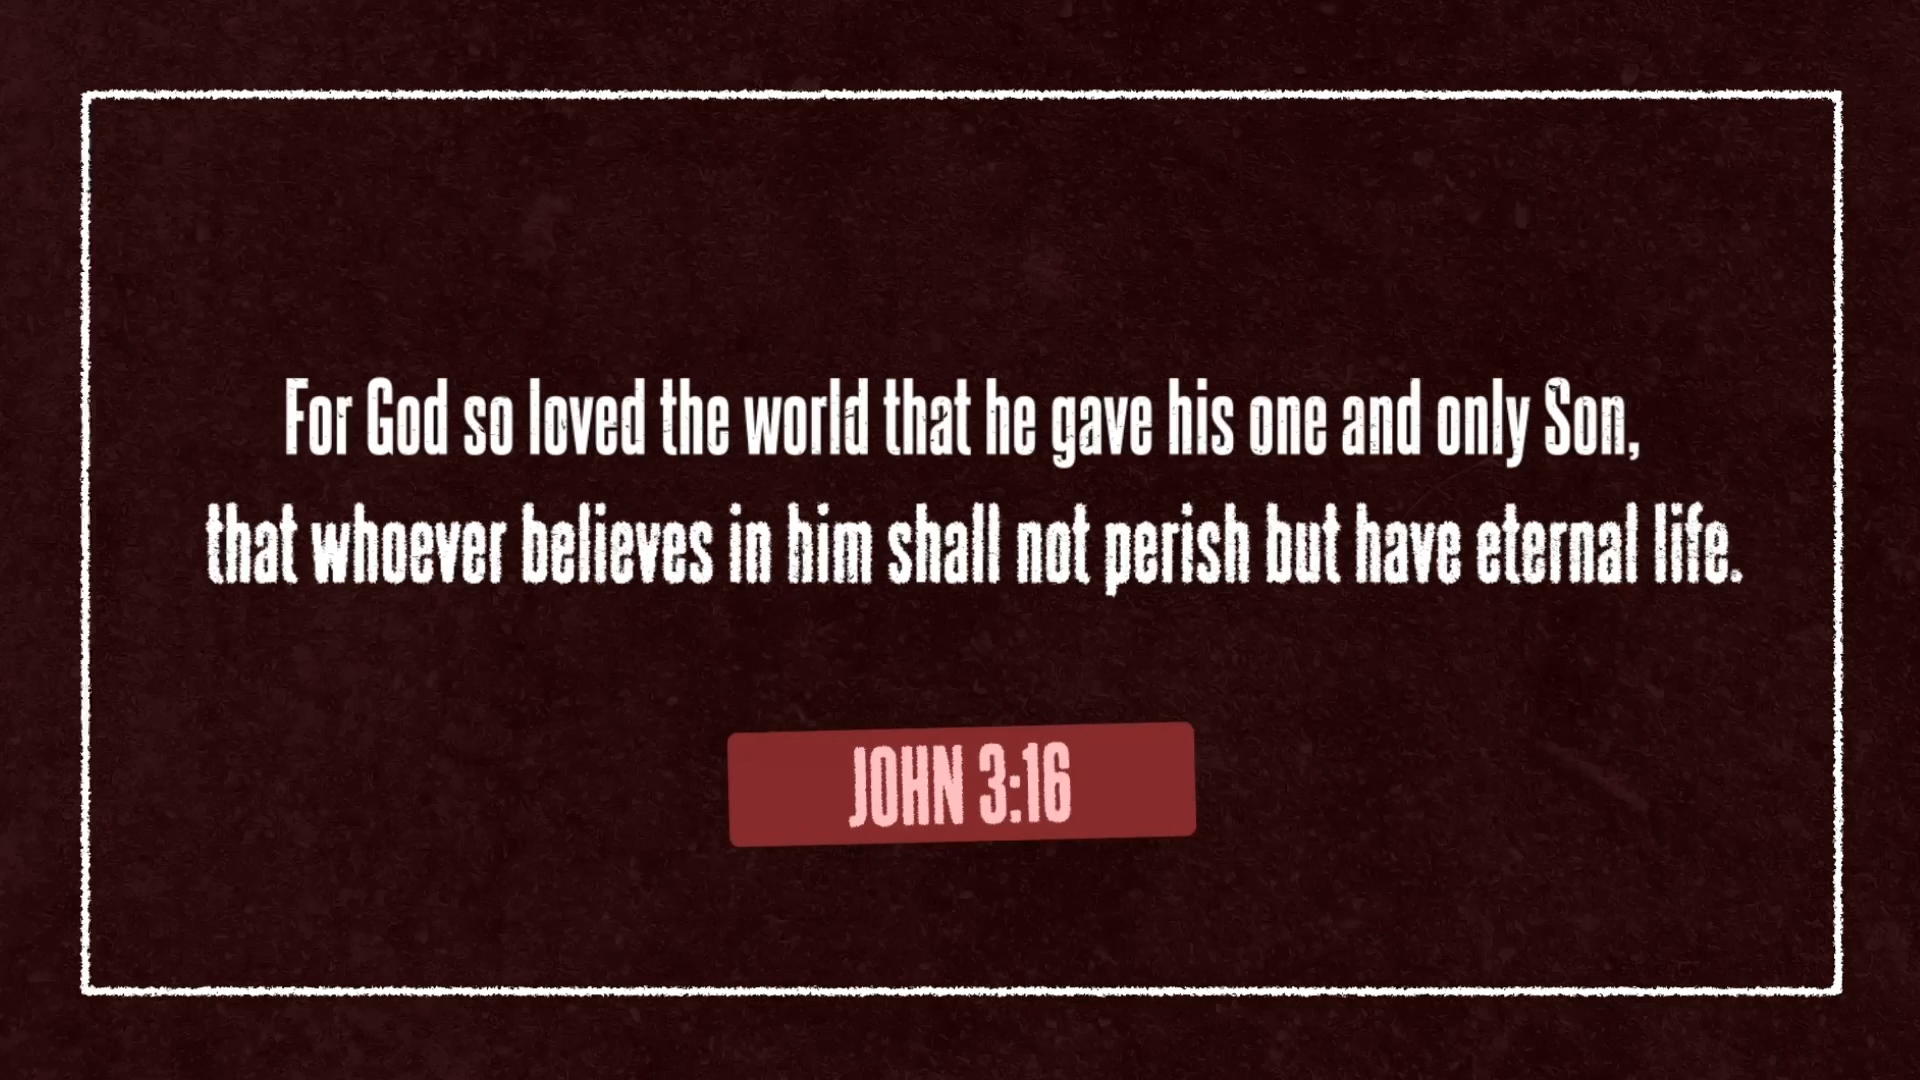 For God so loved the world that he gave his one and only Son,
that whoever believes in him shall not perish but have eternal life.
JOHN 3:16